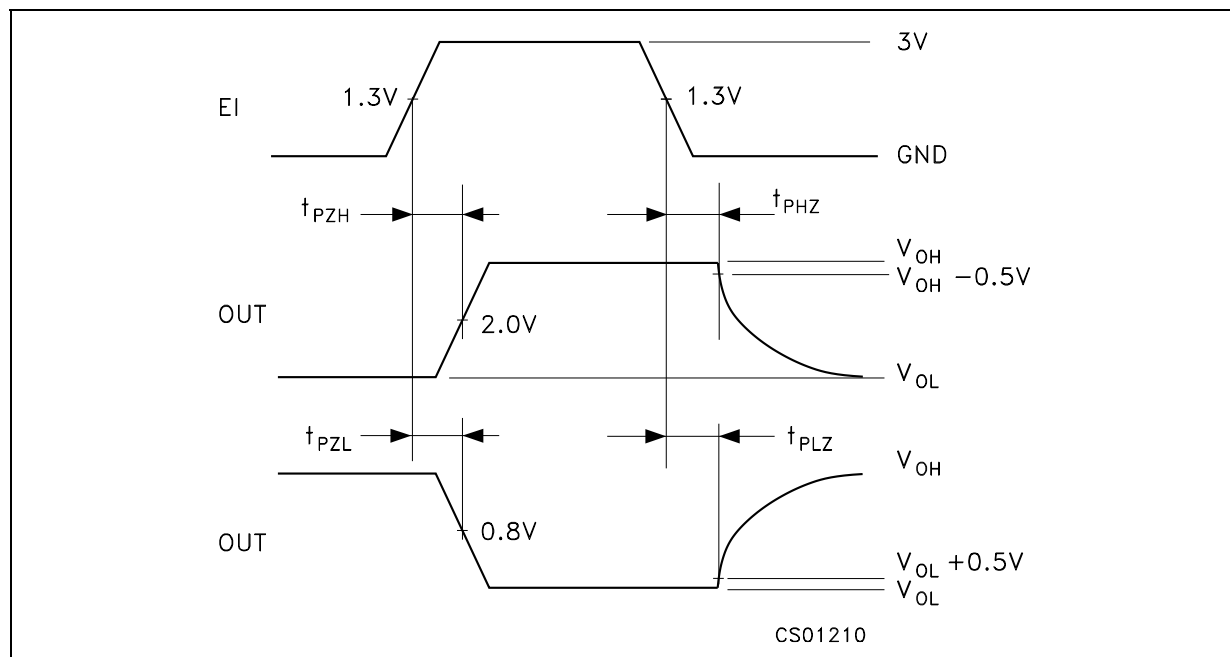 3V
1.3V
1.3V
EI
GND
tPZH
tPHZ
VOH
VOH −0.5V
OUT
2.0V
VOL
tPZL
tPLZ
VOH
0.8V
OUT
VOL +0.5V
VOL
CS01210